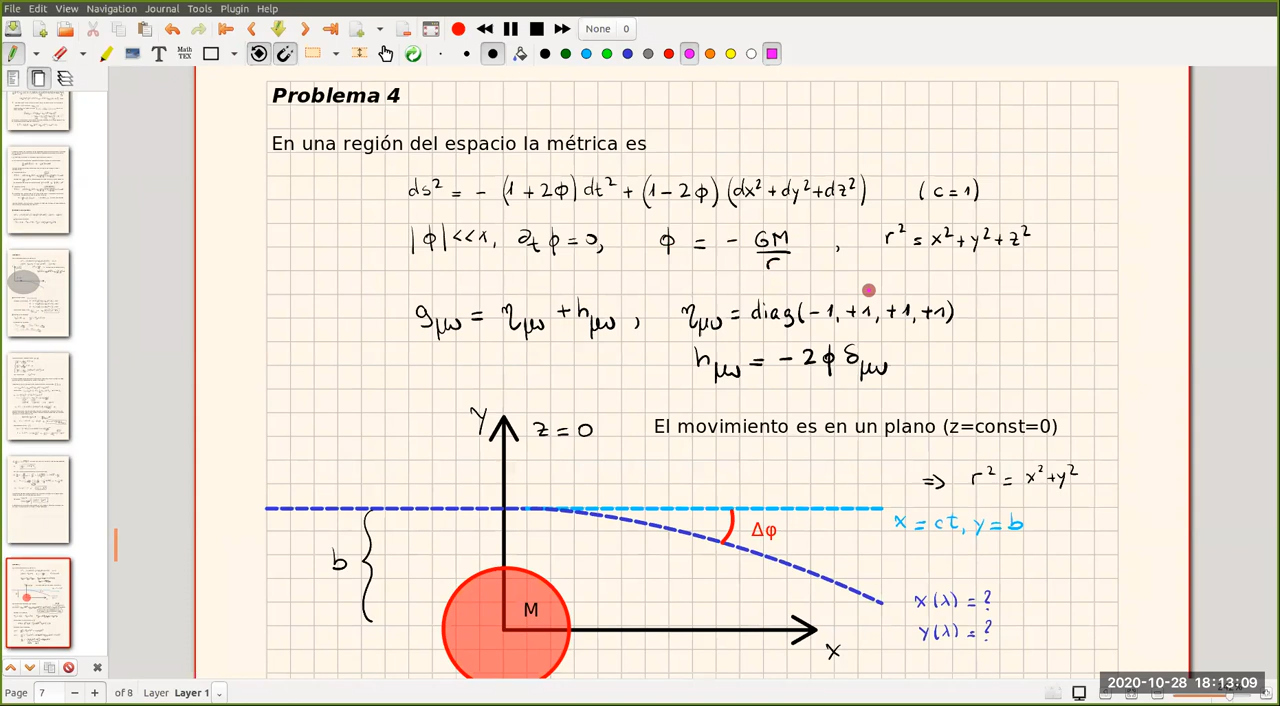 File Edit View Navigation Journal Tools Plugin Help
None 0
T Math TEX
Problema 4
En una región del espacio la métrica es
ds² = - (1 + 2ϕ) dt² + (1 - 2ϕ) (dx² + dy² + dz²) (c = 1)
|ϕ| << 1, ∂t ϕ = 0, ϕ = - GM/r , r² = x² + y² + z²
gμν = ημν + hμν , ημν = diag(-1, +1, +1, +1)
hμν = - 2 ϕ δμν
y z = 0 El movimiento es en un plano (z=const=0)
=> r² = x² + y²
x = ct, y = b
Δφ
b
M
x(λ) = ?
y(λ) = ?
x
2020-10-28 18:13:09
Page 7 of 8 Layer Layer 1